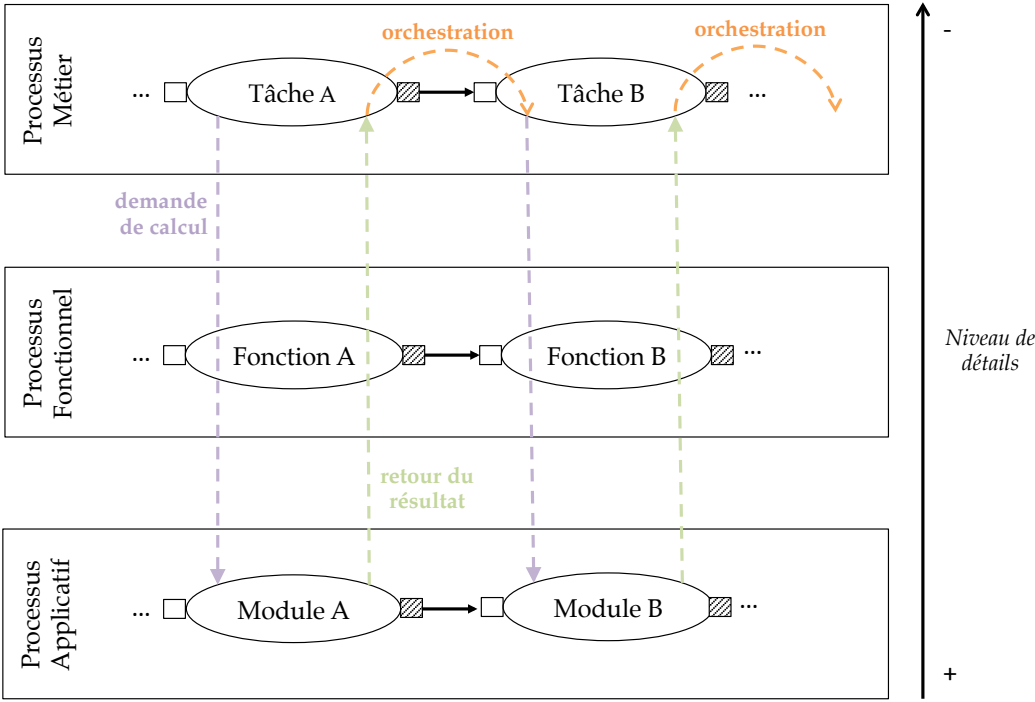 Processus
Métier
orchestration
orchestration
-
...
Tâche A
Tâche B
...
demande
de calcul
Processus
Fonctionnel
...
Fonction A
Fonction B
...
Niveau de
détails
retour du
résultat
Processus
Applicatif
...
Module A
Module B
...
+